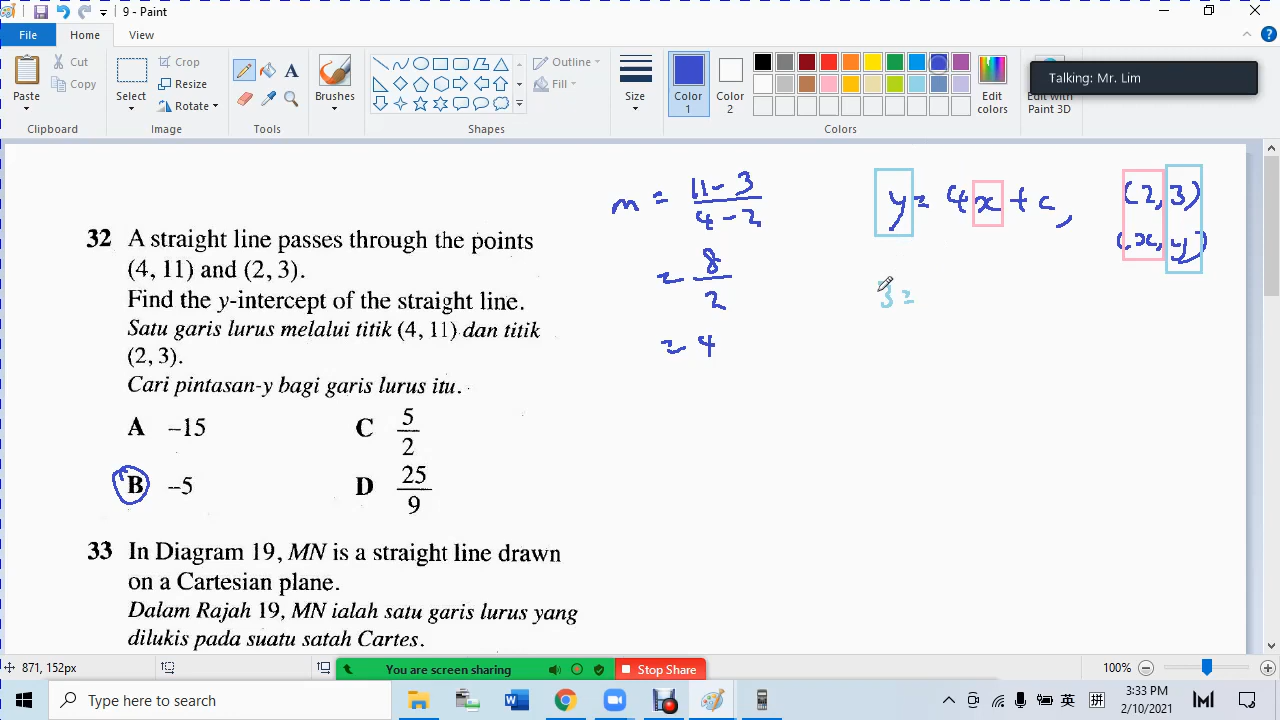 9 - Paint
File Home View
Paste Cut Copy
Select Crop Resize Rotate
A
Brushes
Outline Fill
Size
Color 1
Color 2
Edit colors
Edit with Paint 3D
Clipboard Image Tools Shapes Colors
Talking: Mr. Lim
32 A straight line passes through the points
(4, 11) and (2, 3).
Find the y-intercept of the straight line.
Satu garis lurus melalui titik (4, 11) dan titik
(2, 3).
Cari pintasan-y bagi garis lurus itu.
A –15 C 5/2
B –5 D 25/9
33 In Diagram 19, MN is a straight line drawn
on a Cartesian plane.
Dalam Rajah 19, MN ialah satu garis lurus yang
dilukis pada suatu satah Cartes.
m = 11 - 3 / 4 - 2
= 8 / 2
= 4
y = 4x + c, (2, 3)
(x, y)
3 =
871, 152px
You are screen sharing Stop Share
100%
Type here to search
英 拼
3:33 PM
2/10/2021